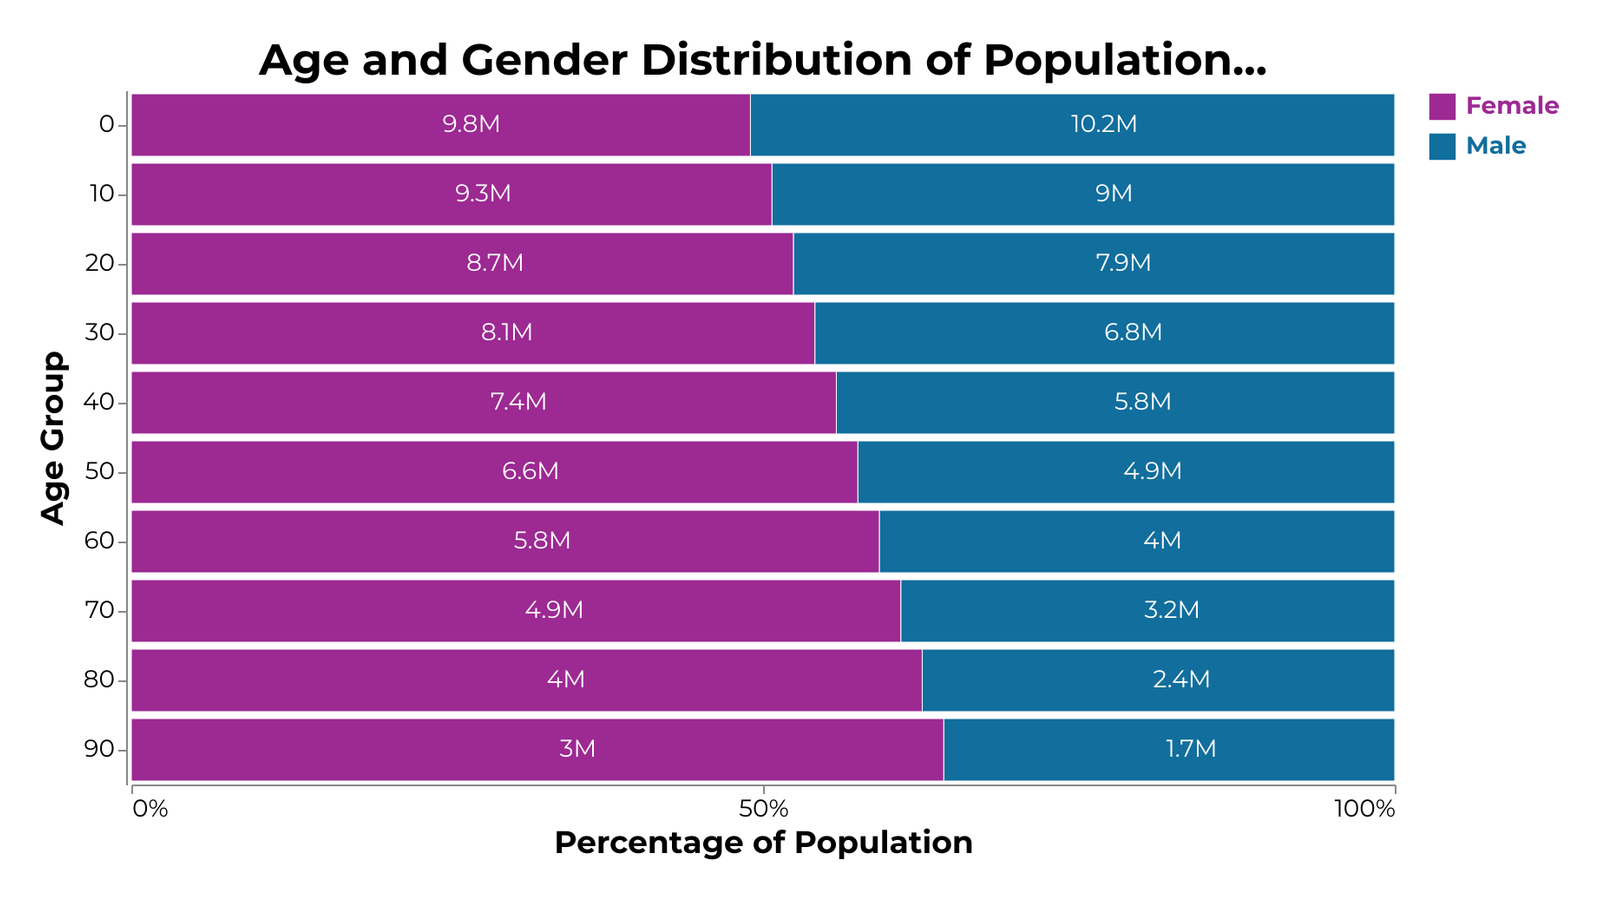 Age and Gender Distribution of Population...
Female
Male
Age Group
0 9.8M 10.2M
10 9.3M 9M
20 8.7M 7.9M
30 8.1M 6.8M
40 7.4M 5.8M
50 6.6M 4.9M
60 5.8M 4M
70 4.9M 3.2M
80 4M 2.4M
90 3M 1.7M
0% 50% 100%
Percentage of Population